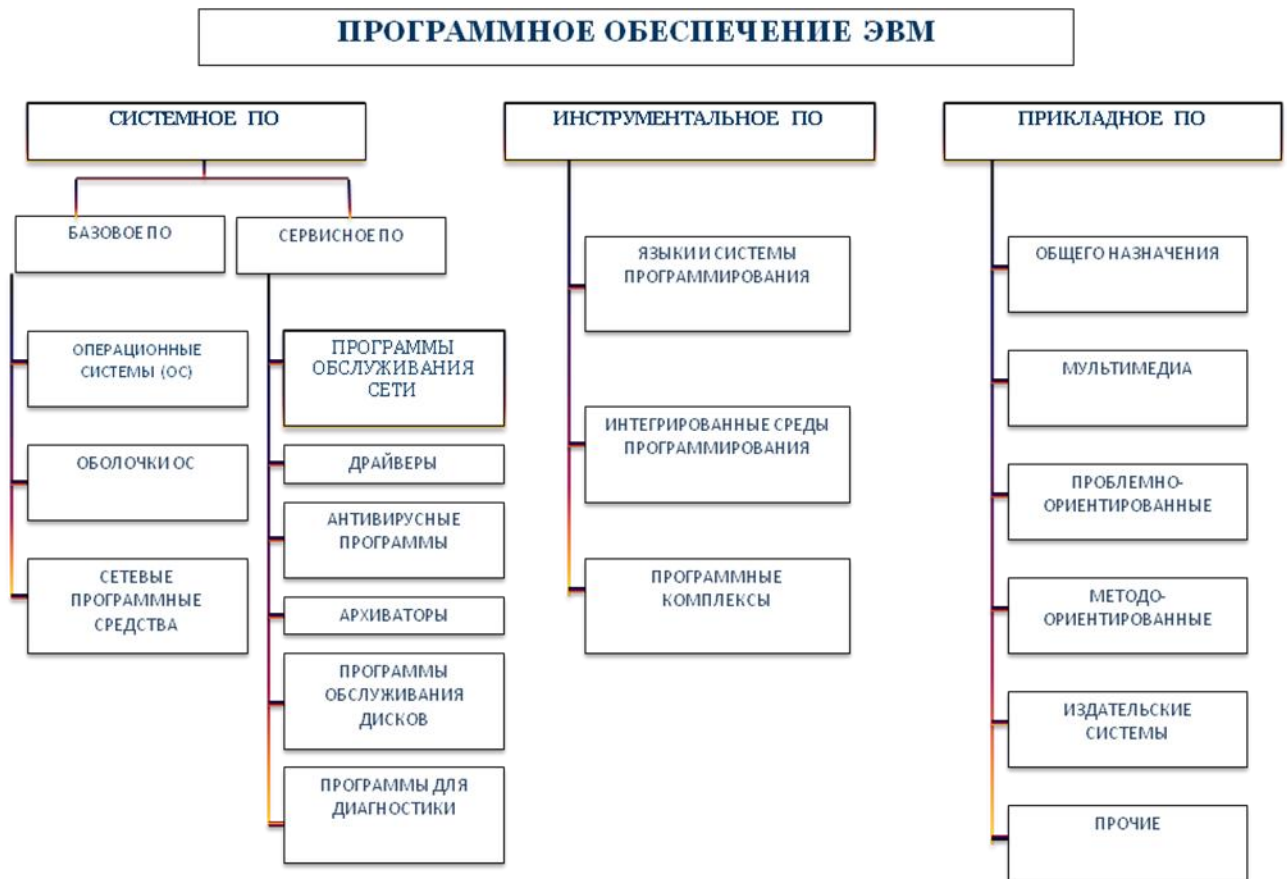 ПРОГРАММНОЕ ОБЕСПЕЧЕНИЕ ЭВМ
СИСТЕМНОЕ ПО
БАЗОВОЕ ПО
ОПЕРАЦИОННЫЕ
СИСТЕМЫ (ОС)
ОБОЛОЧКИ ОС
СЕТЕВЫЕ
ПРОГРАММНЫЕ
СРЕДСТВА
СЕРВИСНОЕ ПО
ПРОГРАММЫ
ОБСЛУЖИВАНИЯ
СЕТИ
ДРАЙВЕРЫ
АНТИВИРУСНЫЕ
ПРОГРАММЫ
АРХИВАТОРЫ
ПРОГРАММЫ
ОБСЛУЖИВАНИЯ
ДИСКОВ
ПРОГРАММЫ ДЛЯ
ДИАГНОСТИКИ
ИНСТРУМЕНТАЛЬНОЕ ПО
ЯЗЫКИ И СИСТЕМЫ
ПРОГРАММИРОВАНИЯ
ИНТЕГРИРОВАННЫЕ СРЕДЫ
ПРОГРАММИРОВАНИЯ
ПРОГРАММНЫЕ
КОМПЛЕКСЫ
ПРИКЛАДНОЕ ПО
ОБЩЕГО НАЗНАЧЕНИЯ
МУЛЬТИМЕДИА
ПРОБЛЕМНО-
ОРИЕНТИРОВАННЫЕ
МЕТОДО-
ОРИЕНТИРОВАННЫЕ
ИЗДАТЕЛЬСКИЕ
СИСТЕМЫ
ПРОЧИЕ